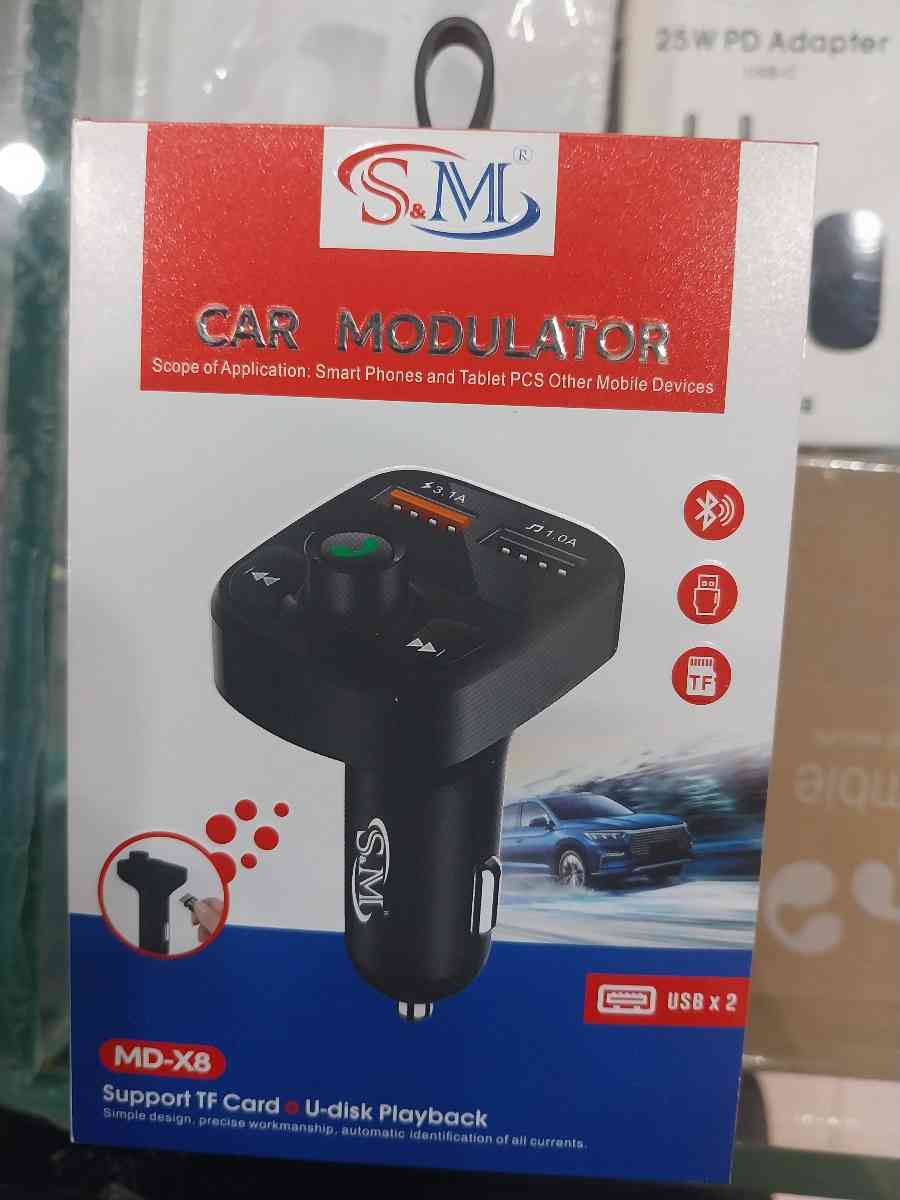 25W PD Adapter
S&M®
CAR MODULATOR
Scope of Application: Smart Phones and Tablet PCS Other Mobile Devices
3.1A
1.0A
TF
S&M
USB x 2
MD-X8
Support TF Card U-disk Playback
Simple design, precise workmanship, automatic identification of all currents.